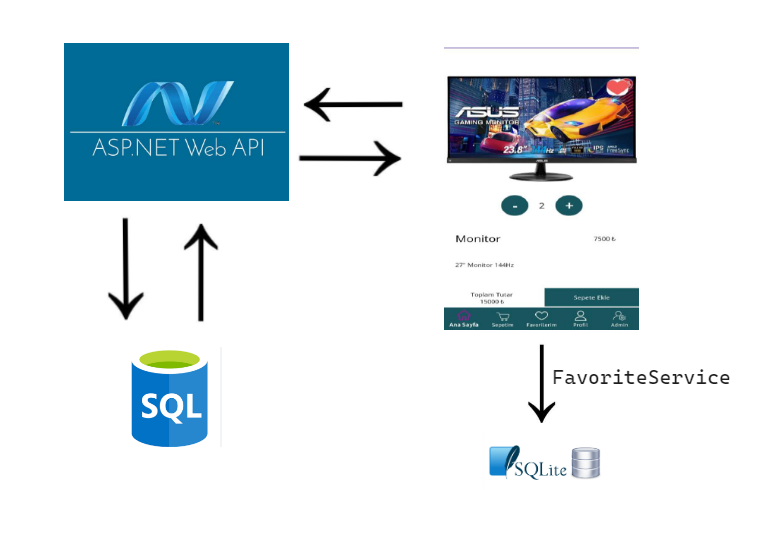 ASP.NET Web API
ASUS
GAMING MONITOR
23.8"
Hz
IPS
FreeSync
- 2 +
Monitor 7500 ₺
27" Monitor 144Hz
Toplam Tutar
15000 ₺
Sepete Ekle
Ana Sayfa Sepetim Favorilerim Profil Admin
FavoriteService
SQL
SQLite